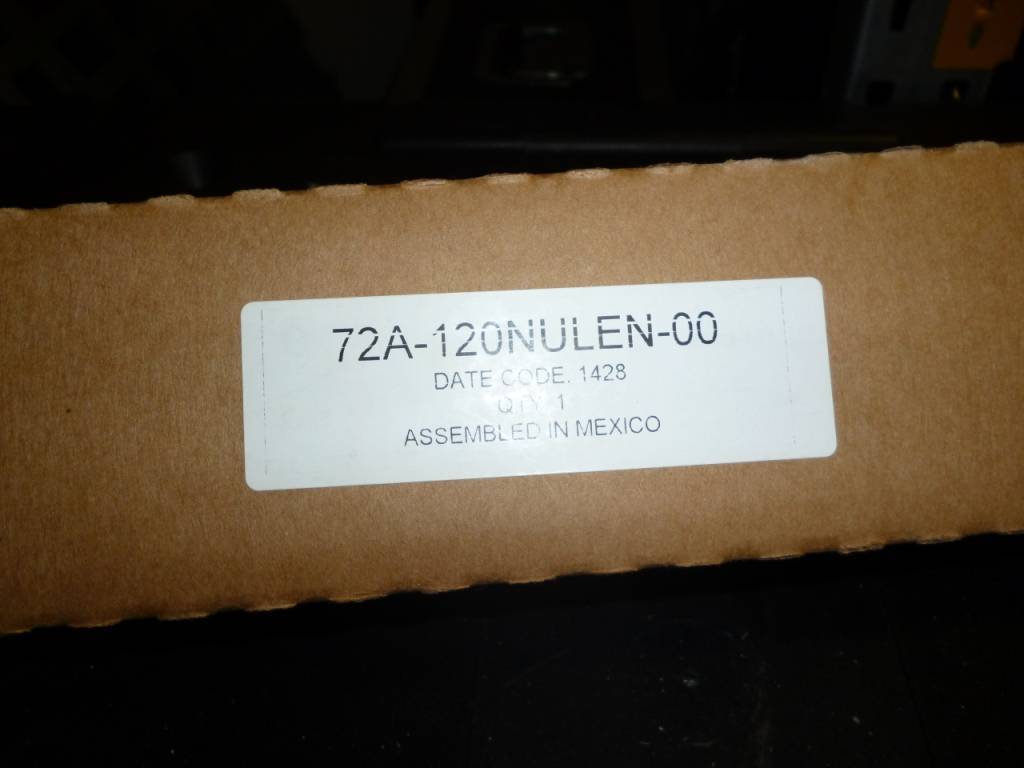 72A-120NULEN-00
DATE CODE. 1428
QTY. 1
ASSEMBLED IN MEXICO